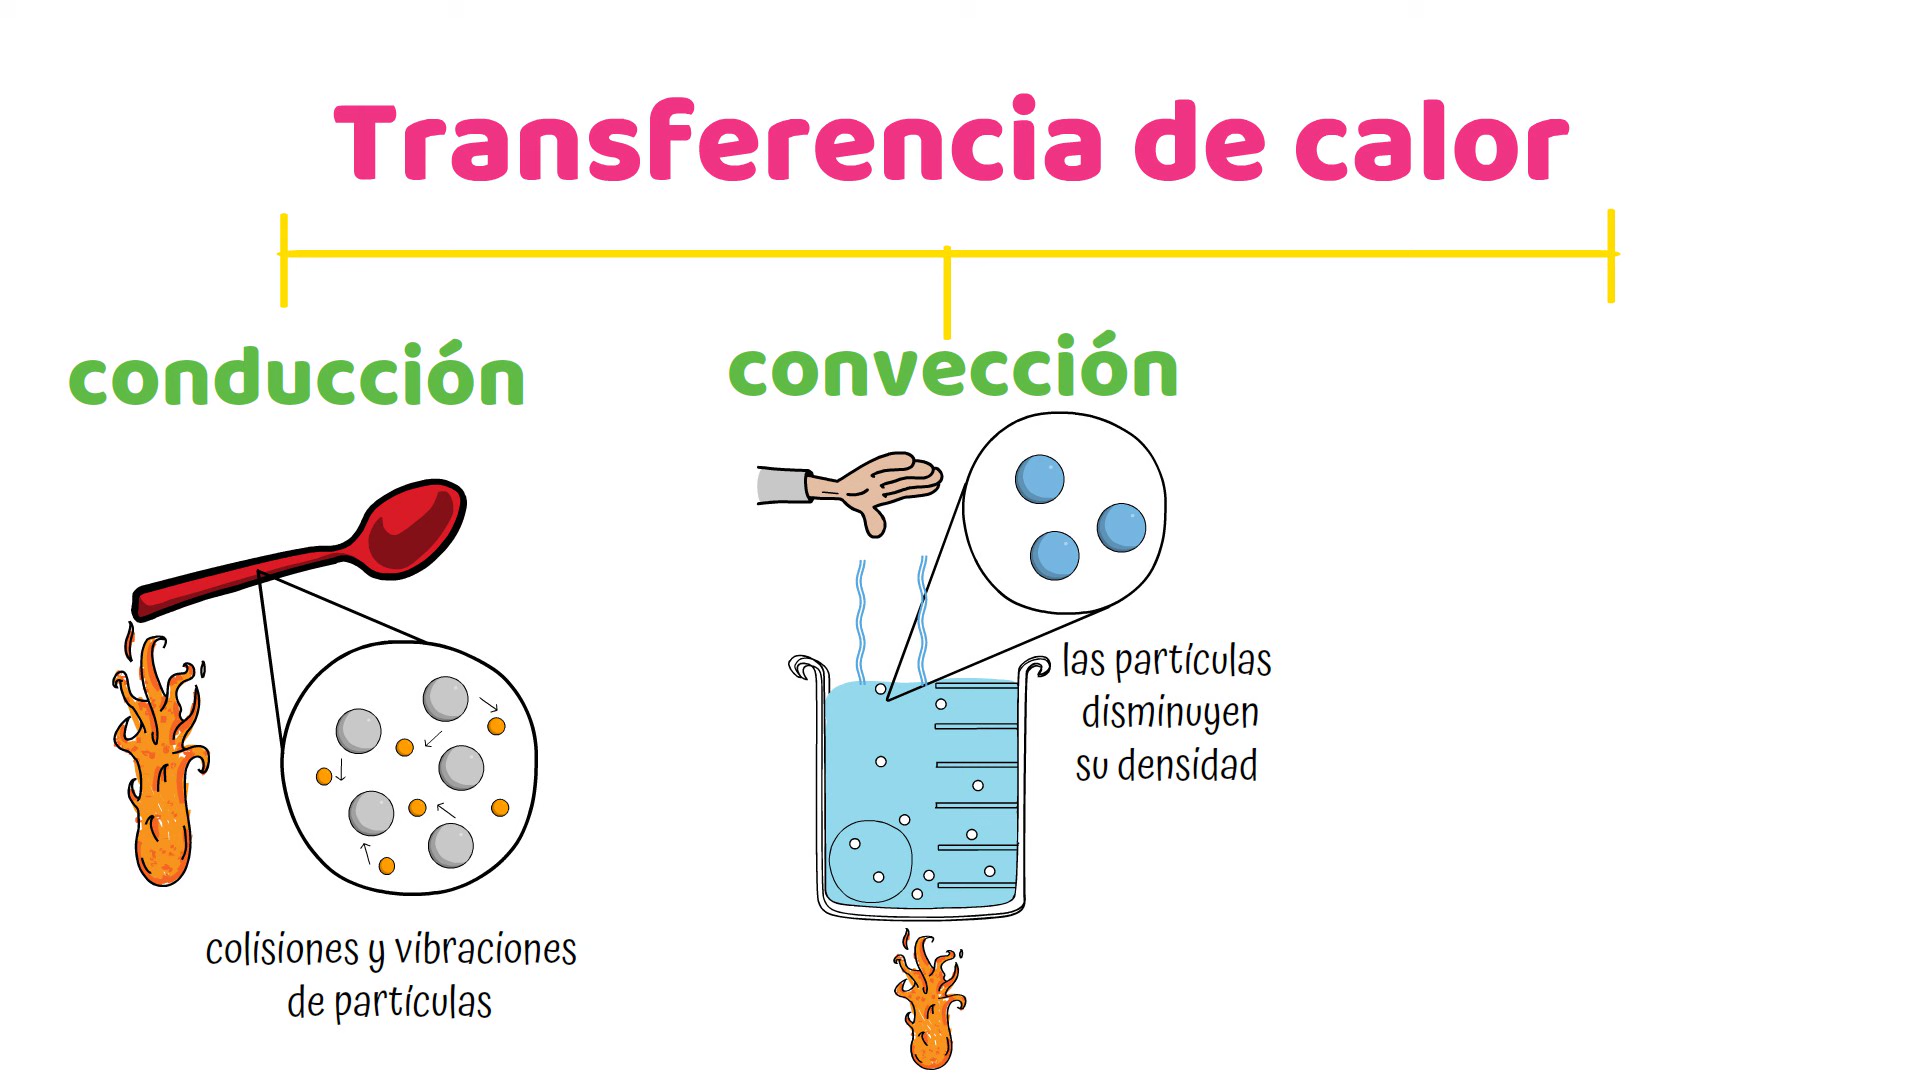 Transferencia de calor
conducción
convección
las partículas
disminuyen
su densidad
colisiones y vibraciones
de partículas